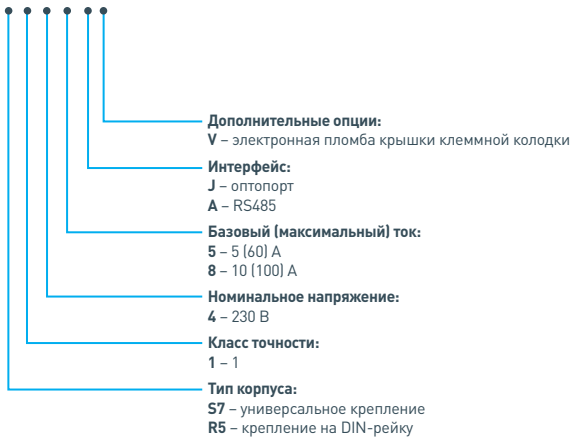 Дополнительные опции:
V – электронная пломба крышки клеммной колодки
Интерфейс:
J – оптопорт
A – RS485
Базовый (максимальный) ток:
5 – 5 (60) А
8 – 10 (100) А
Номинальное напряжение:
4 – 230 В
Класс точности:
1 – 1
Тип корпуса:
S7 – универсальное крепление
R5 – крепление на DIN-рейку